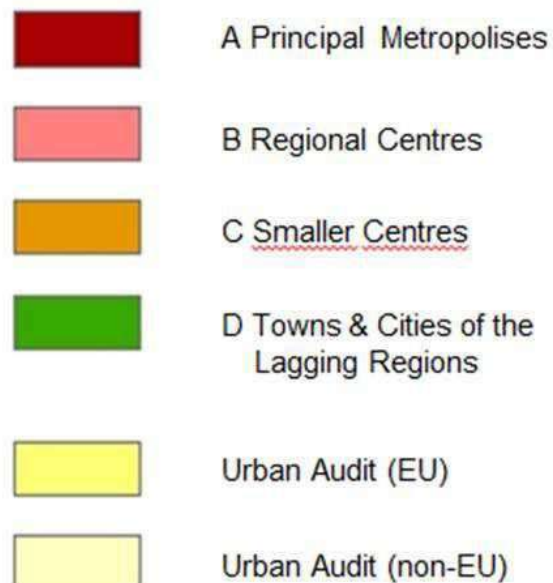 A Principal Metropolises
B Regional Centres
C Smaller Centres
D Towns & Cities of the
Lagging Regions
Urban Audit (EU)
Urban Audit (non-EU)